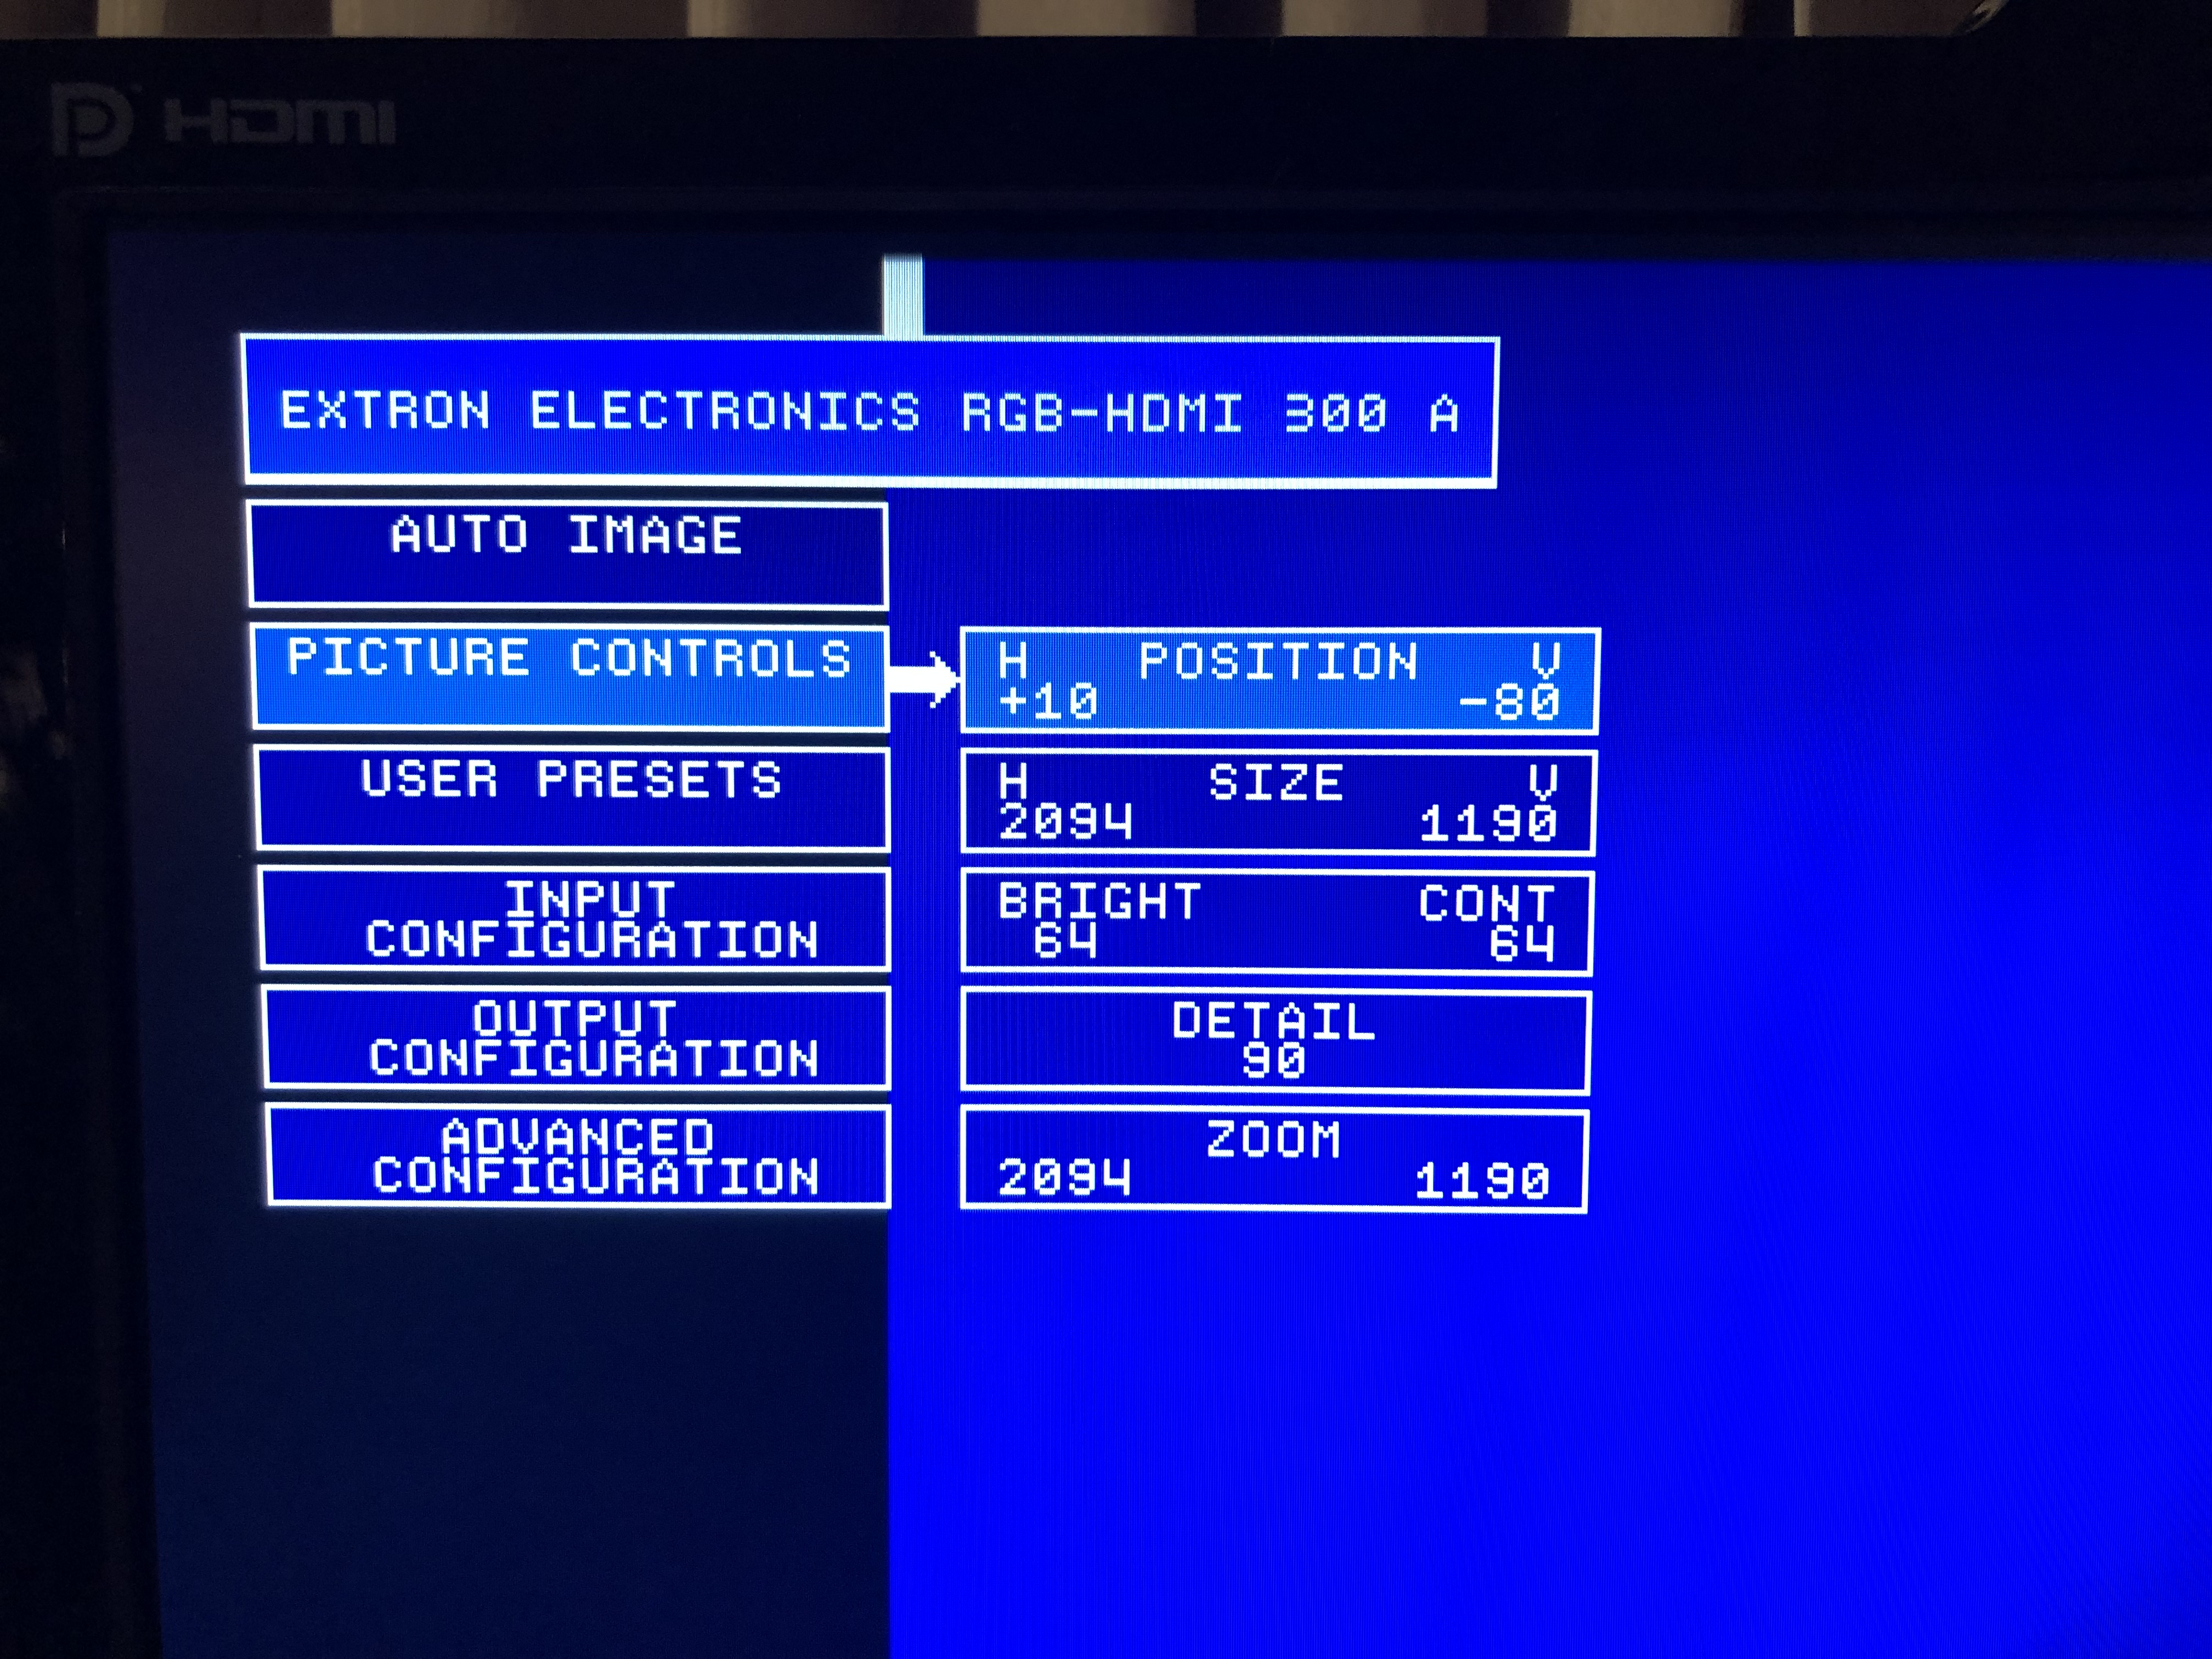 HDMI
EXTRON ELECTRONICS RGB-HDMI 300 A
AUTO IMAGE
PICTURE CONTROLS
H POSITION V
+10 -80
USER PRESETS
H SIZE V
2094 1190
INPUT
CONFIGURATION
BRIGHT CONT
64 64
OUTPUT
CONFIGURATION
DETAIL
90
ADVANCED
CONFIGURATION
ZOOM
2094 1190